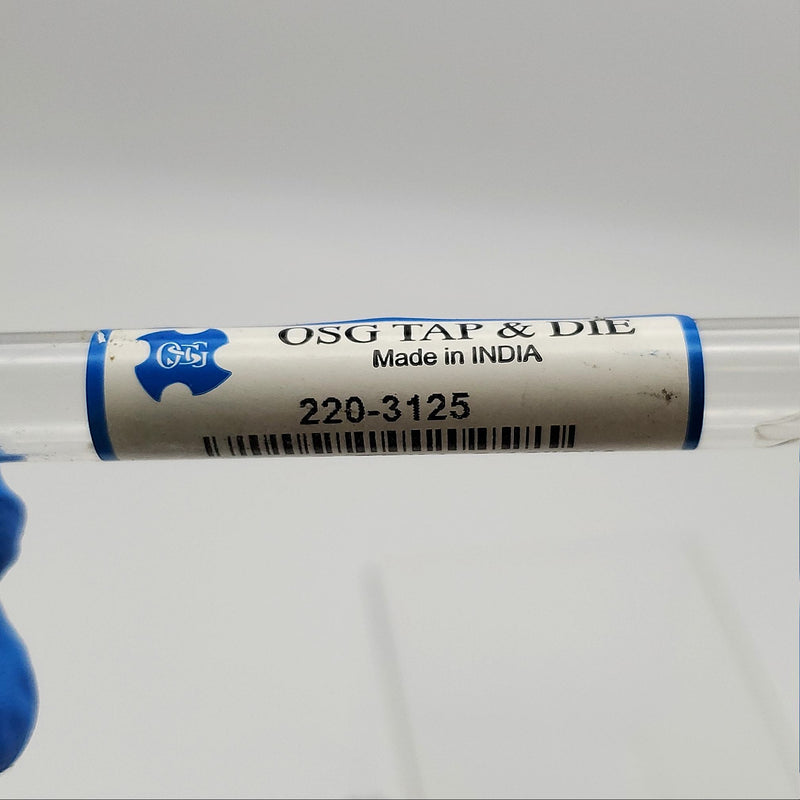 OSG
OSG TAP & DIE
Made in INDIA
220-3125